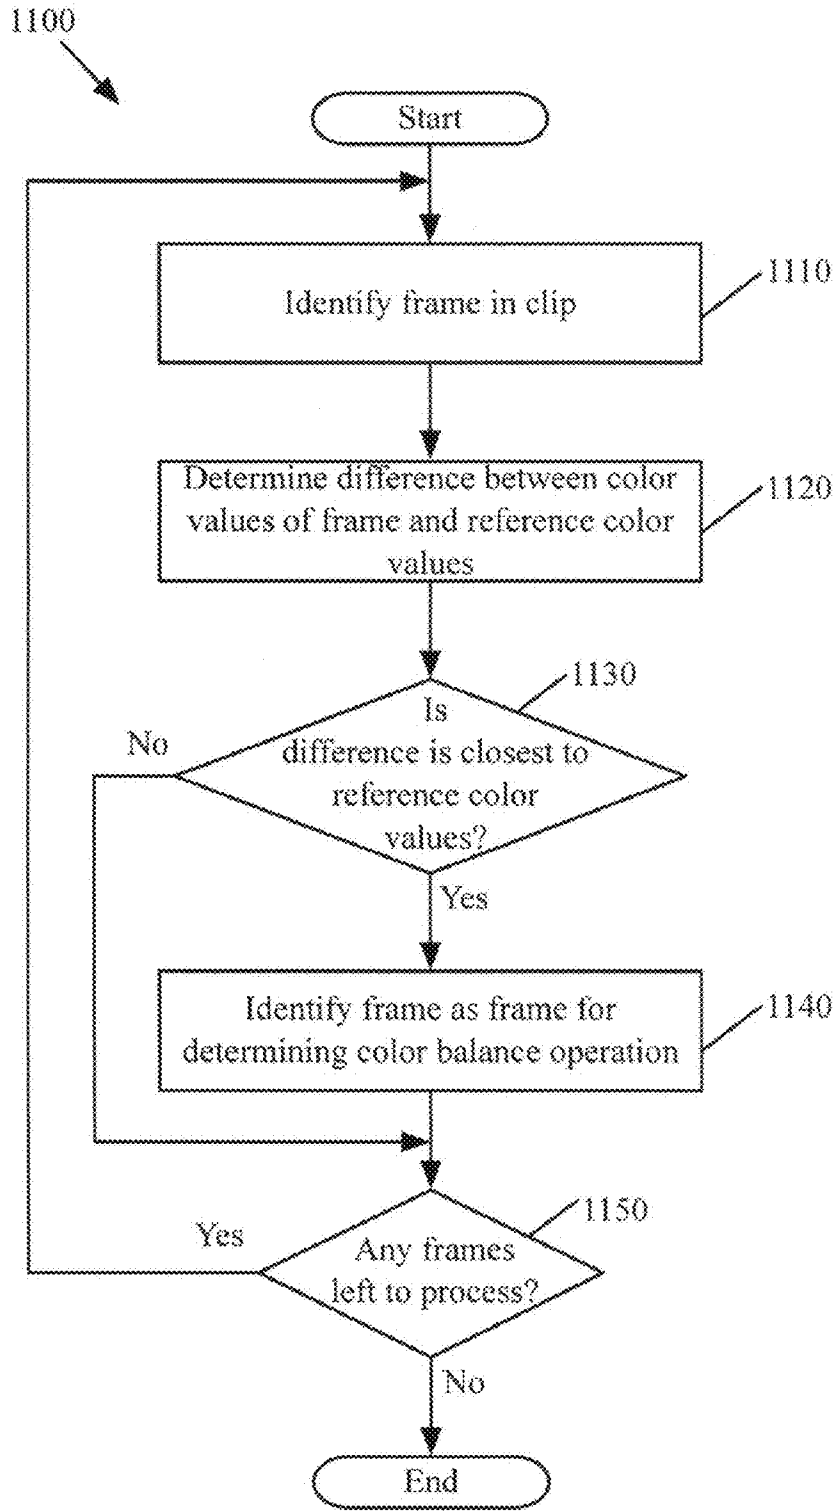 1100
Start
Identify frame in clip
1110
Determine difference between color
values of frame and reference color
values
1120
1130
Is
difference is closest to
reference color
values?
No
Yes
Identify frame as frame for
determining color balance operation
1140
1150
Yes
Any frames
left to process?
No
End